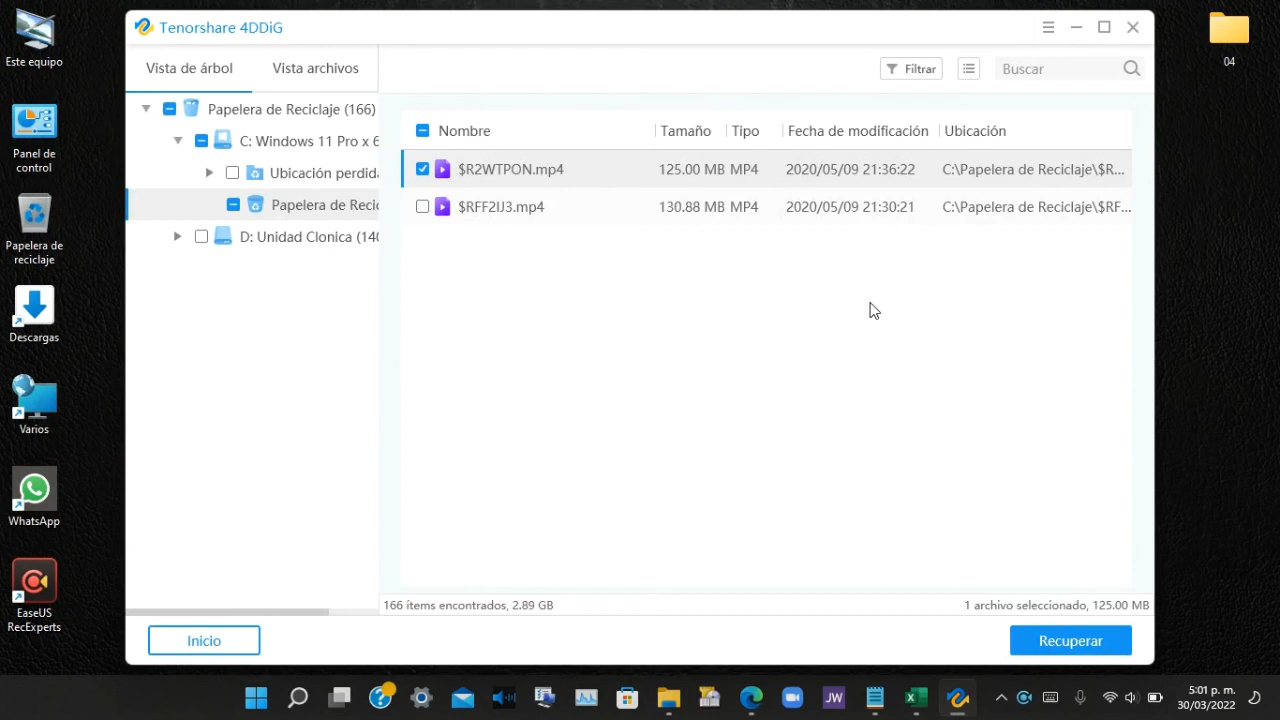 Este equipo
Panel de
control
Papelera de
reciclaje
Descargas
Varios
WhatsApp
EaseUS
RecExperts
04
Tenorshare 4DDiG
Vista de árbol
Vista archivos
Filtrar
Buscar
Papelera de Reciclaje (166)
C: Windows 11 Pro x 6
Ubicación perdida
Papelera de Recic
D: Unidad Clonica (140
Nombre Tamaño Tipo Fecha de modificación Ubicación
$R2WTPON.mp4 125.00 MB MP4 2020/05/09 21:36:22 C:\Papelera de Reciclaje\$R...
$RFF2IJ3.mp4 130.88 MB MP4 2020/05/09 21:30:21 C:\Papelera de Reciclaje\$RF...
166 ítems encontrados, 2.89 GB
1 archivo seleccionado, 125.00 MB
Inicio
Recuperar
JW
5:01 p. m.
30/03/2022